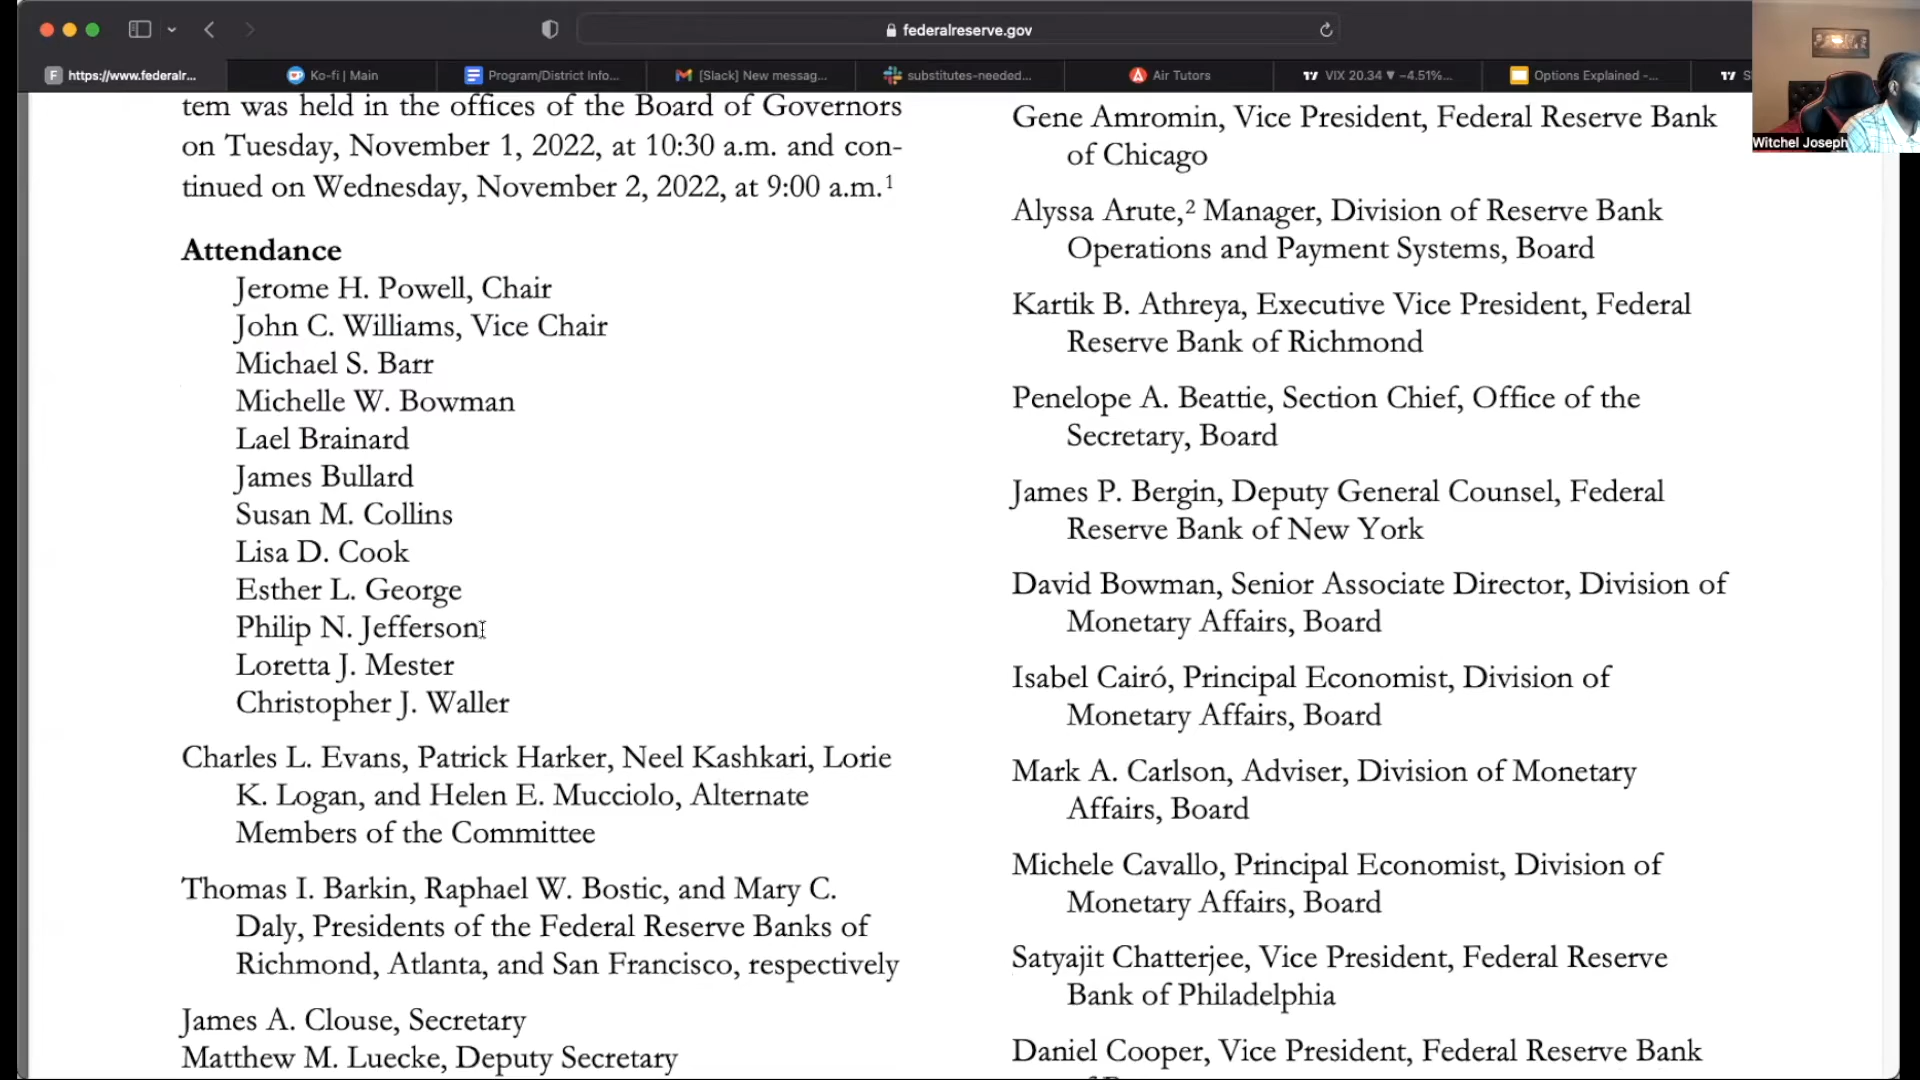 federalreserve.gov
F https://www.federalr...
Ko-fi | Main
Program/District Info...
[Slack] New messag...
substitutes-needed...
Air Tutors
VIX 20.34 ▼ −4.51%...
Options Explained -...
Witchel Joseph
tem was held in the offices of the Board of Governors
on Tuesday, November 1, 2022, at 10:30 a.m. and con-
tinued on Wednesday, November 2, 2022, at 9:00 a.m.¹
Attendance
Jerome H. Powell, Chair
John C. Williams, Vice Chair
Michael S. Barr
Michelle W. Bowman
Lael Brainard
James Bullard
Susan M. Collins
Lisa D. Cook
Esther L. George
Philip N. Jefferson
Loretta J. Mester
Christopher J. Waller
Charles L. Evans, Patrick Harker, Neel Kashkari, Lorie
K. Logan, and Helen E. Mucciolo, Alternate
Members of the Committee
Thomas I. Barkin, Raphael W. Bostic, and Mary C.
Daly, Presidents of the Federal Reserve Banks of
Richmond, Atlanta, and San Francisco, respectively
James A. Clouse, Secretary
Matthew M. Luecke, Deputy Secretary
Gene Amromin, Vice President, Federal Reserve Bank
of Chicago
Alyssa Arute,² Manager, Division of Reserve Bank
Operations and Payment Systems, Board
Kartik B. Athreya, Executive Vice President, Federal
Reserve Bank of Richmond
Penelope A. Beattie, Section Chief, Office of the
Secretary, Board
James P. Bergin, Deputy General Counsel, Federal
Reserve Bank of New York
David Bowman, Senior Associate Director, Division of
Monetary Affairs, Board
Isabel Cairó, Principal Economist, Division of
Monetary Affairs, Board
Mark A. Carlson, Adviser, Division of Monetary
Affairs, Board
Michele Cavallo, Principal Economist, Division of
Monetary Affairs, Board
Satyajit Chatterjee, Vice President, Federal Reserve
Bank of Philadelphia
Daniel Cooper, Vice President, Federal Reserve Bank